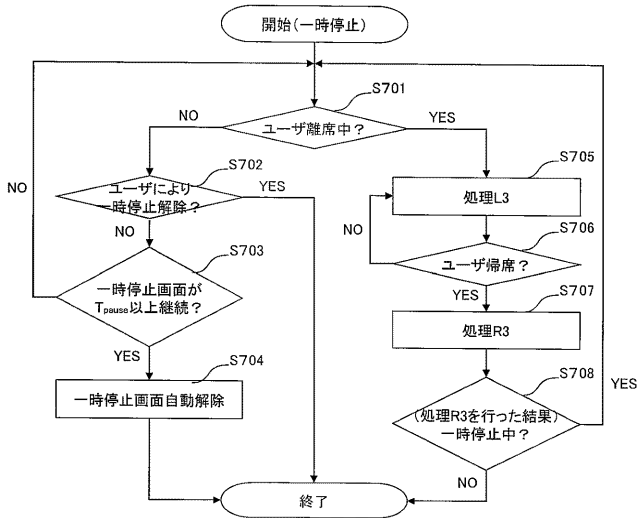 開始(一時停止)
S701
ユーザ離席中?
NO
YES
S702
ユーザにより
一時停止解除?
YES
NO
NO
S703
一時停止画面が
Tpause以上継続?
YES
S704
一時停止画面自動解除
S705
処理L3
S706
NO
ユーザ帰席?
YES
S707
処理R3
S708
YES
(処理R3を行った結果)
一時停止中?
NO
終了